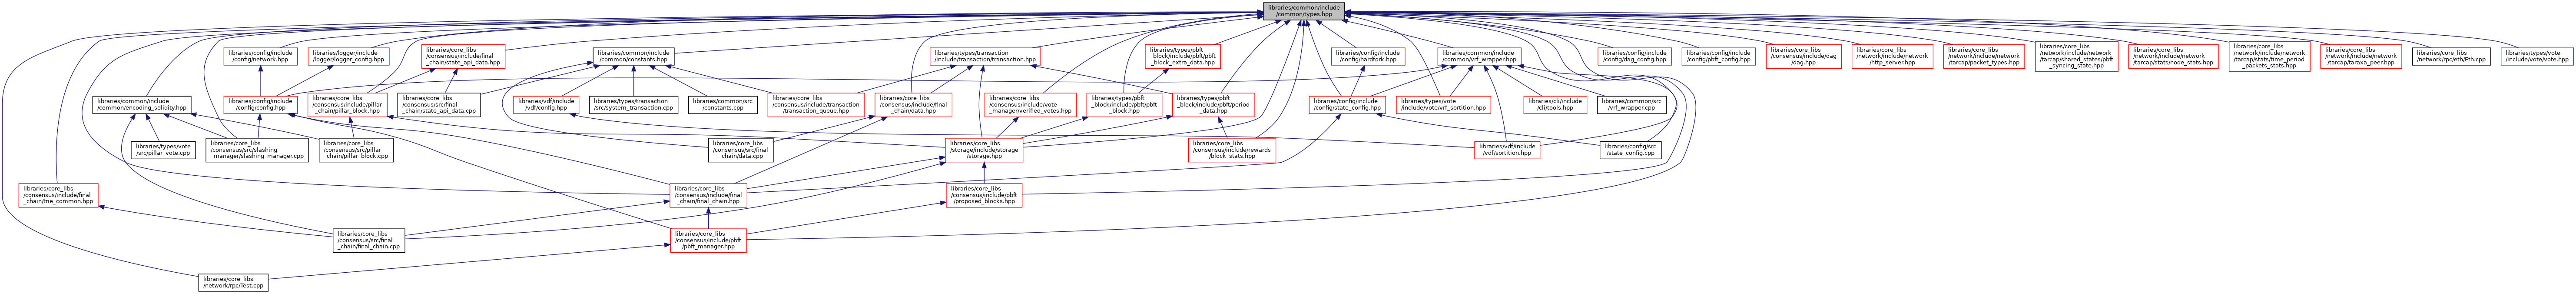 libraries/common/include
/common/types.hpp
libraries/config/include
/config/network.hpp
libraries/logger/include
/logger/logger_config.hpp
libraries/core_libs
/consensus/include/final
_chain/state_api_data.hpp
libraries/common/include
/common/constants.hpp
libraries/types/transaction
/include/transaction/transaction.hpp
libraries/types/pbft
_block/include/pbft/pbft
_block_extra_data.hpp
libraries/config/include
/config/hardfork.hpp
libraries/common/include
/common/vrf_wrapper.hpp
libraries/config/include
/config/dag_config.hpp
libraries/config/include
/config/pbft_config.hpp
libraries/core_libs
/consensus/include/dag
/dag.hpp
libraries/core_libs
/network/include/network
/http_server.hpp
libraries/core_libs
/network/include/network
/tarcap/packet_types.hpp
libraries/core_libs
/network/include/network
/tarcap/shared_states/pbft
_syncing_state.hpp
libraries/core_libs
/network/include/network
/tarcap/stats/node_stats.hpp
libraries/core_libs
/network/include/network
/tarcap/stats/time_period
_packets_stats.hpp
libraries/core_libs
/network/include/network
/tarcap/taraxa_peer.hpp
libraries/core_libs
/network/rpc/eth/Eth.cpp
libraries/types/vote
/include/vote/vote.hpp
libraries/common/include
/common/encoding_solidity.hpp
libraries/config/include
/config/config.hpp
libraries/core_libs
/consensus/include/pillar
_chain/pillar_block.hpp
libraries/core_libs
/consensus/src/final
_chain/state_api_data.cpp
libraries/vdf/include
/vdf/config.hpp
libraries/types/transaction
/src/system_transaction.cpp
libraries/common/src
/constants.cpp
libraries/core_libs
/consensus/include/transaction
/transaction_queue.hpp
libraries/core_libs
/consensus/include/final
_chain/data.hpp
libraries/core_libs
/consensus/include/vote
_manager/verified_votes.hpp
libraries/types/pbft
_block/include/pbft/pbft
_block.hpp
libraries/types/pbft
_block/include/pbft/period
_data.hpp
libraries/config/include
/config/state_config.hpp
libraries/types/vote
/include/vote/vrf_sortition.hpp
libraries/cli/include
/cli/tools.hpp
libraries/common/src
/vrf_wrapper.cpp
libraries/types/vote
/src/pillar_vote.cpp
libraries/core_libs
/consensus/src/slashing
_manager/slashing_manager.cpp
libraries/core_libs
/consensus/src/pillar
_chain/pillar_block.cpp
libraries/core_libs
/consensus/src/final
_chain/data.cpp
libraries/core_libs
/storage/include/storage
/storage.hpp
libraries/core_libs
/consensus/include/rewards
/block_stats.hpp
libraries/vdf/include
/vdf/sortition.hpp
libraries/config/src
/state_config.cpp
libraries/core_libs
/consensus/include/final
_chain/trie_common.hpp
libraries/core_libs
/consensus/include/final
_chain/final_chain.hpp
libraries/core_libs
/consensus/include/pbft
/proposed_blocks.hpp
libraries/core_libs
/consensus/src/final
_chain/final_chain.cpp
libraries/core_libs
/consensus/include/pbft
/pbft_manager.hpp
libraries/core_libs
/network/rpc/Test.cpp